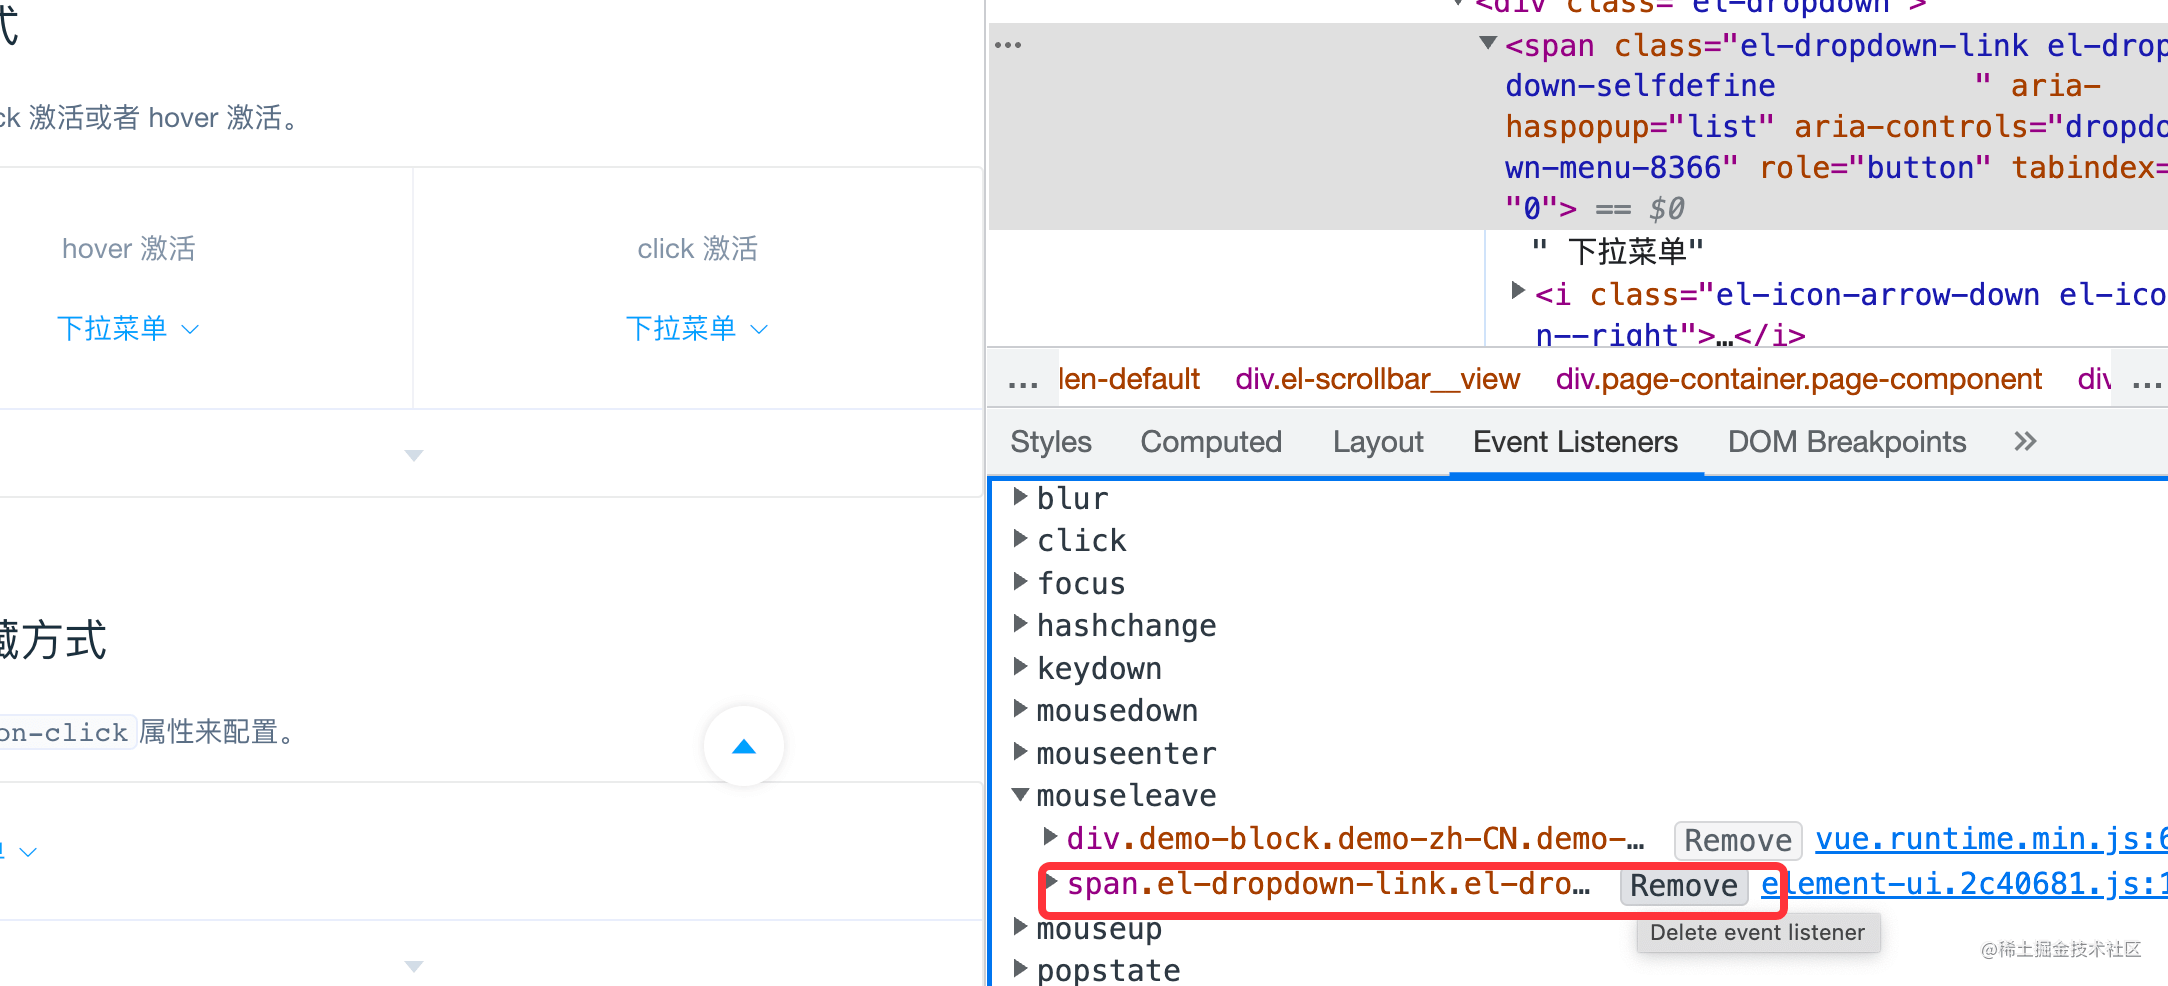 式
ck 激活或者 hover 激活。
hover 激活
click 激活
下拉菜单
下拉菜单
藏方式
on-click 属性来配置。
<div class="el-dropdown">
<span class="el-dropdown-link el-drop
down-selfdefine " aria-
haspopup="list" aria-controls="dropdo
wn-menu-8366" role="button" tabindex=
"0"> == $0
" 下拉菜单"
<i class="el-icon-arrow-down el-ico
n--right">…</i>
... len-default div.el-scrollbar__view div.page-container.page-component div ...
Styles Computed Layout Event Listeners DOM Breakpoints »
blur
click
focus
hashchange
keydown
mousedown
mouseenter
mouseleave
div.demo-block.demo-zh-CN.demo-… Remove vue.runtime.min.js:6
span.el-dropdown-link.el-dro… Remove element-ui.2c40681.js:1
mouseup
Delete event listener
popstate
@稀土掘金技术社区